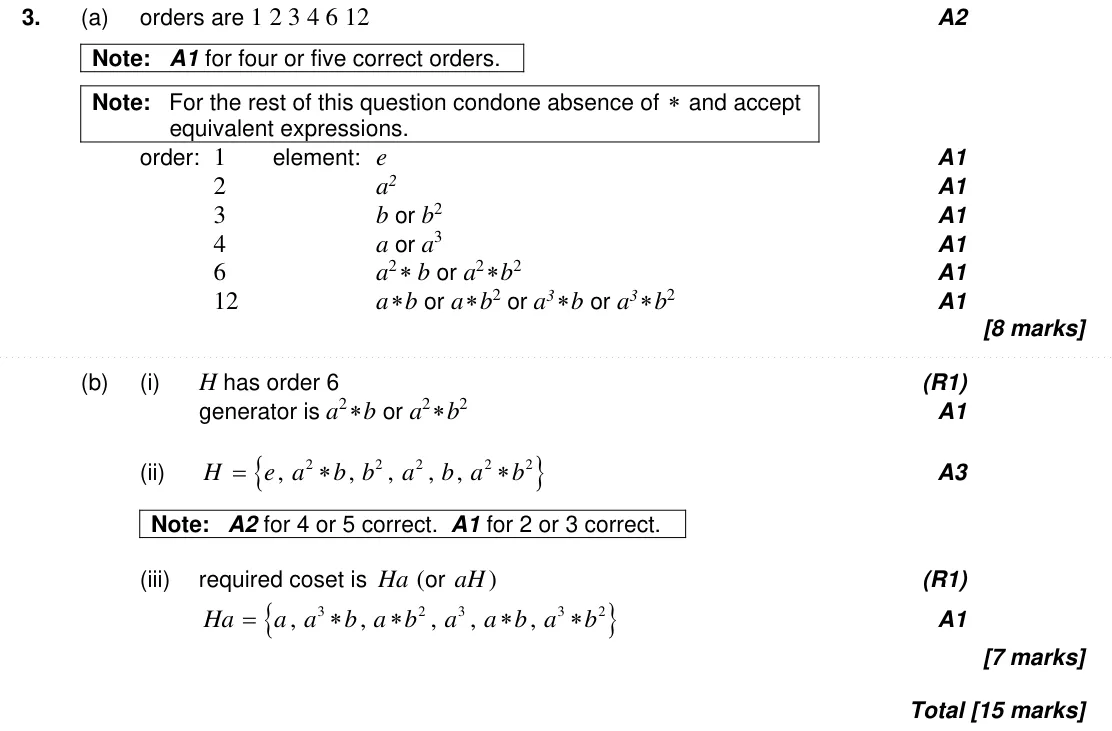 3. (a) orders are 1 2 3 4 6 12 A2
Note: A1 for four or five correct orders.
Note: For the rest of this question condone absence of ∗ and accept
equivalent expressions.
order: 1 element: e A1
2 a² A1
3 b or b² A1
4 a or a³ A1
6 a² ∗ b or a² ∗ b² A1
12 a ∗ b or a ∗ b² or a³ ∗ b or a³ ∗ b² A1
[8 marks]
(b) (i) H has order 6 (R1)
generator is a² ∗ b or a² ∗ b² A1
(ii) H = {e, a² ∗ b, b², a², b, a² ∗ b²} A3
Note: A2 for 4 or 5 correct. A1 for 2 or 3 correct.
(iii) required coset is Ha (or aH) (R1)
Ha = {a, a³ ∗ b, a ∗ b², a³, a ∗ b, a³ ∗ b²} A1
[7 marks]
Total [15 marks]